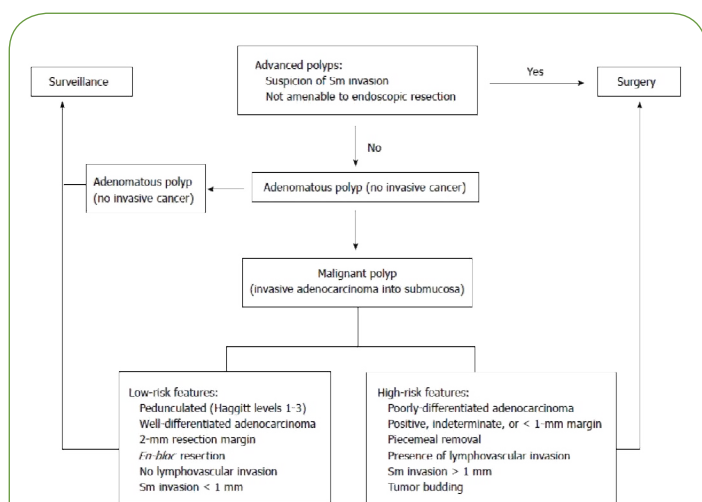 Advanced polyps:
Suspicion of Sm invasion
Not amenable to endoscopic resection
Surveillance
Yes
Surgery
No
Adenomatous polyp
(no invasive cancer)
Adenomatous polyp (no invasive cancer)
Malignant polyp
(invasive adenocarcinoma into submucosa)
Low-risk features:
Pedunculated (Haggitt levels 1-3)
Well-differentiated adenocarcinoma
2-mm resection margin
En-bloc resection
No lymphovascular invasion
Sm invasion < 1 mm
High-risk features:
Poorly-differentiated adenocarcinoma
Positive, indeterminate, or < 1-mm margin
Piecemeal removal
Presence of lymphovascular invasion
Sm invasion > 1 mm
Tumor budding